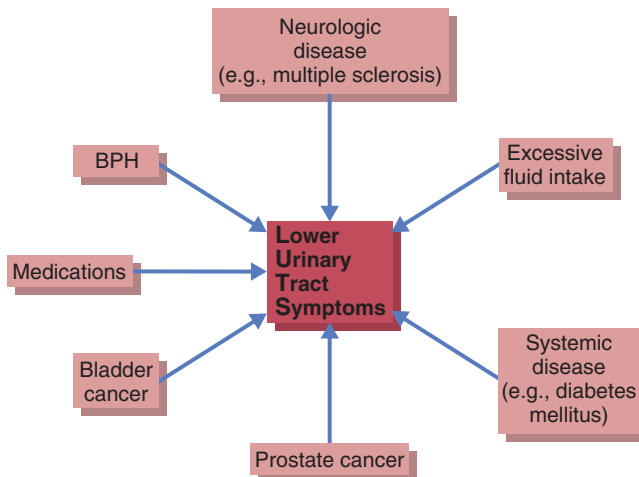 Neurologic
disease
(e.g., multiple sclerosis)
BPH
Excessive
fluid intake
Lower
Urinary
Tract
Symptoms
Medications
Bladder
cancer
Systemic
disease
(e.g., diabetes
mellitus)
Prostate cancer